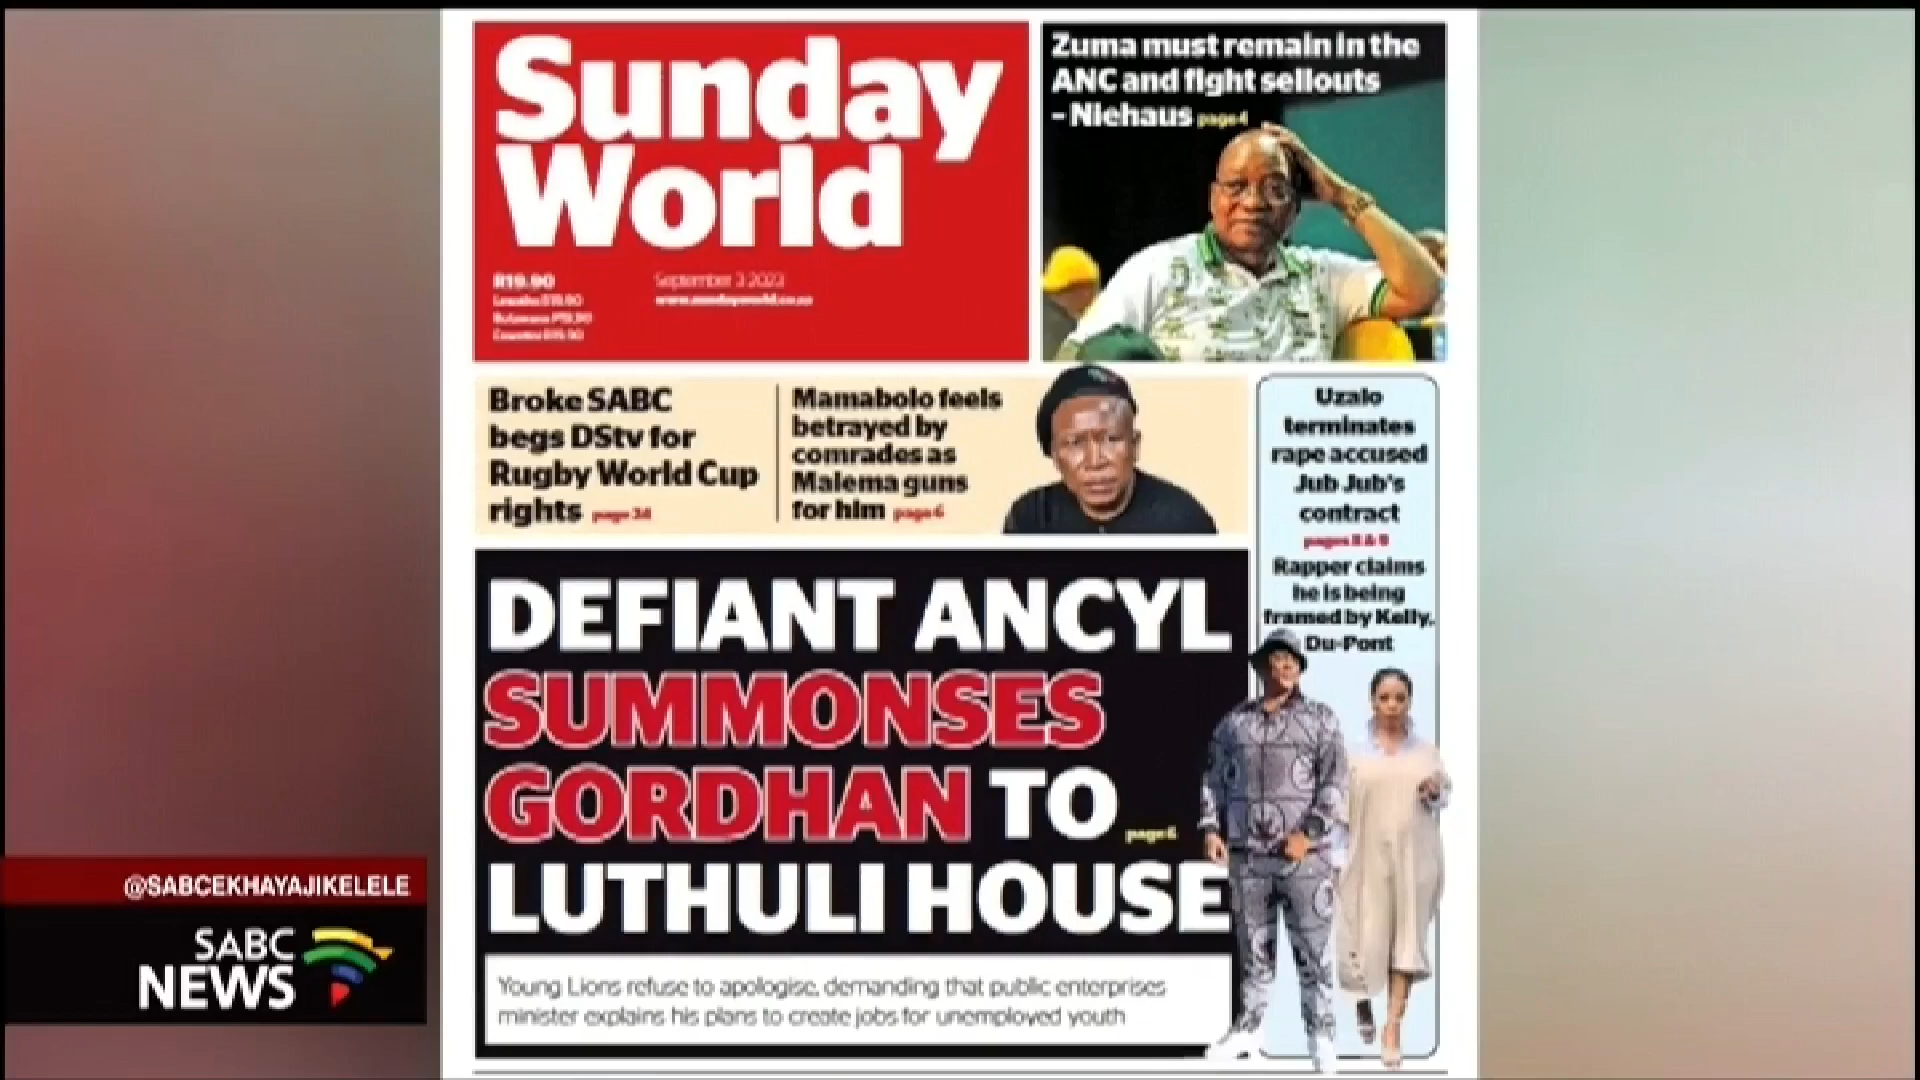 Sunday
World
R19.90
September 3 2023
www.sundayworld.co.za
Zuma must remain in the
ANC and fight sellouts
– Niehaus page 4
Broke SABC
begs DStv for
Rugby World Cup
rights page 34
Mamabolo feels
betrayed by
comrades as
Malema guns
for him page 6
Uzalo
terminates
rape accused
Jub Jub's
contract
pages 8 & 9
Rapper claims
he is being
framed by Kelly,
Du-Pont
DEFIANT ANCYL
SUMMONSES
GORDHAN TO page 6
LUTHULI HOUSE
Young Lions refuse to apologise, demanding that public enterprises
minister explains his plans to create jobs for unemployed youth
@SABCEKHAYAJIKELELE
SABC
NEWS